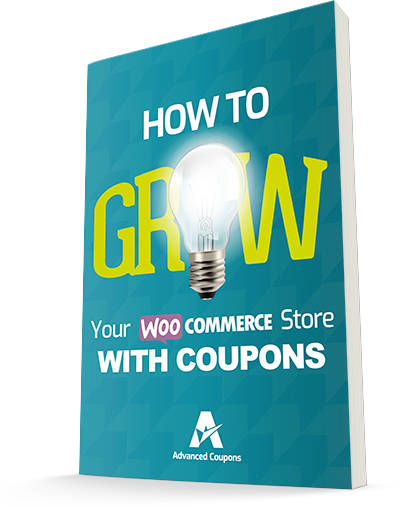 HOW TO
GROW
Your WOO COMMERCE Store
WITH COUPONS
A
Advanced Coupons